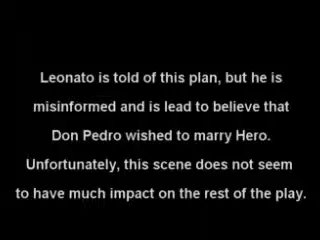 Leonato is told of this plan, but he is
misinformed and is lead to believe that
Don Pedro wished to marry Hero.
Unfortunately, this scene does not seem
to have much impact on the rest of the play.